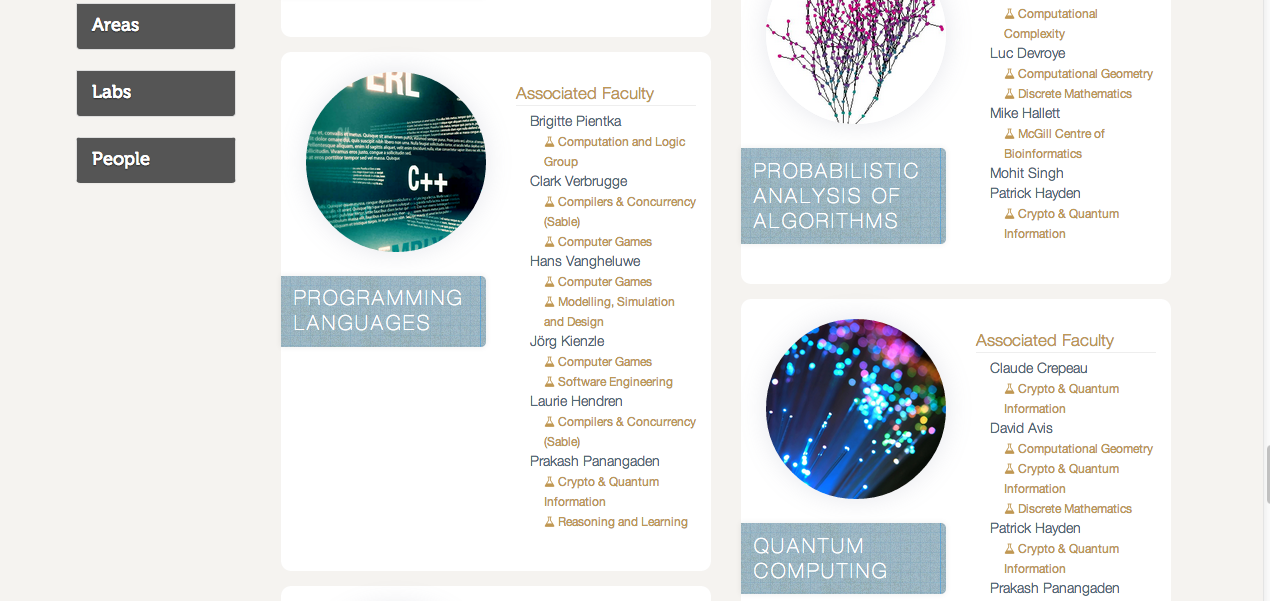 Areas
Labs
People
PERL
C++
PROGRAMMING
LANGUAGES
Associated Faculty
Brigitte Pientka
Computation and Logic
Group
Clark Verbrugge
Compilers & Concurrency
(Sable)
Computer Games
Hans Vangheluwe
Computer Games
Modelling, Simulation
and Design
Jörg Kienzle
Computer Games
Software Engineering
Laurie Hendren
Compilers & Concurrency
(Sable)
Prakash Panangaden
Crypto & Quantum
Information
Reasoning and Learning
PROBABILISTIC
ANALYSIS OF
ALGORITHMS
Computational
Complexity
Luc Devroye
Computational Geometry
Discrete Mathematics
Mike Hallett
McGill Centre of
Bioinformatics
Mohit Singh
Patrick Hayden
Crypto & Quantum
Information
QUANTUM
COMPUTING
Associated Faculty
Claude Crepeau
Crypto & Quantum
Information
David Avis
Computational Geometry
Crypto & Quantum
Information
Discrete Mathematics
Patrick Hayden
Crypto & Quantum
Information
Prakash Panangaden